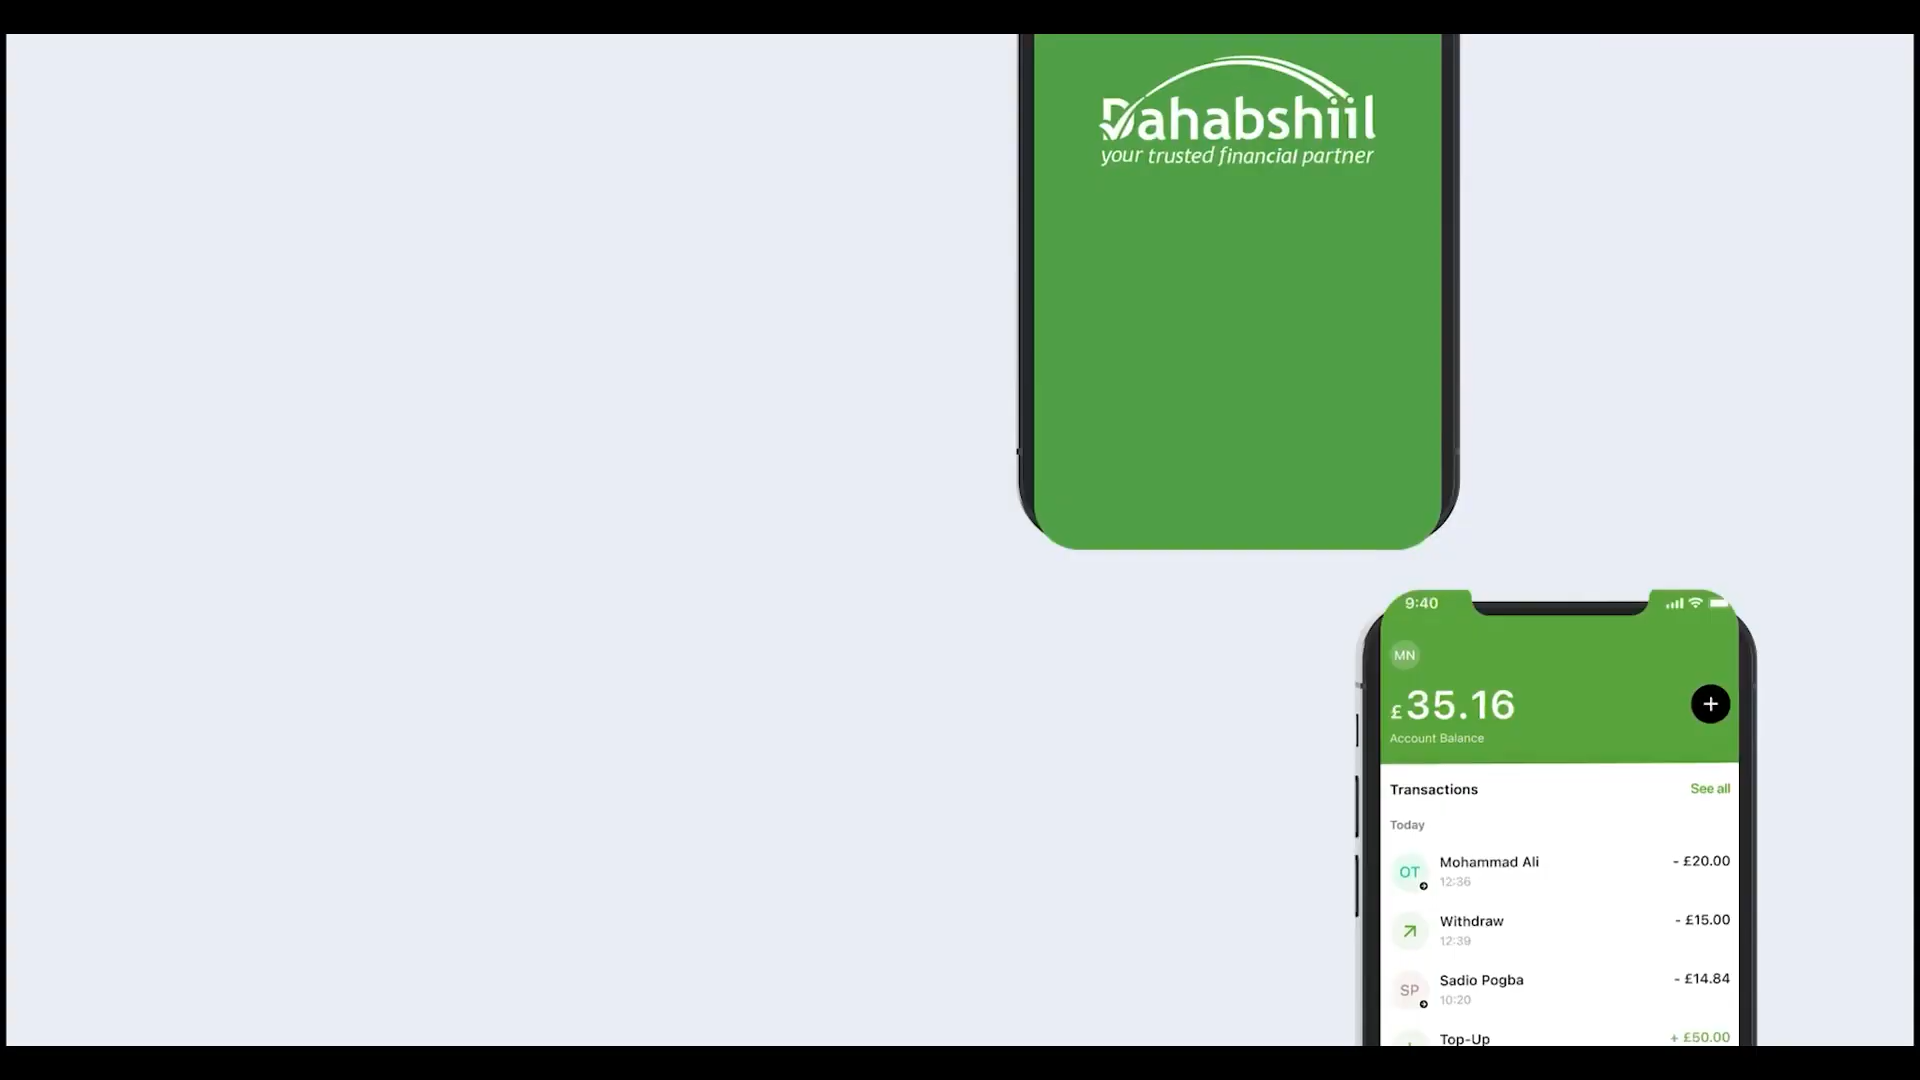 Dahabshiil
your trusted financial partner
9:40
MN
£35.16
Account Balance
Transactions See all
Today
OT Mohammad Ali - £20.00
12:36
Withdraw - £15.00
12:39
SP Sadio Pogba - £14.84
10:20
Top-Up + £50.00